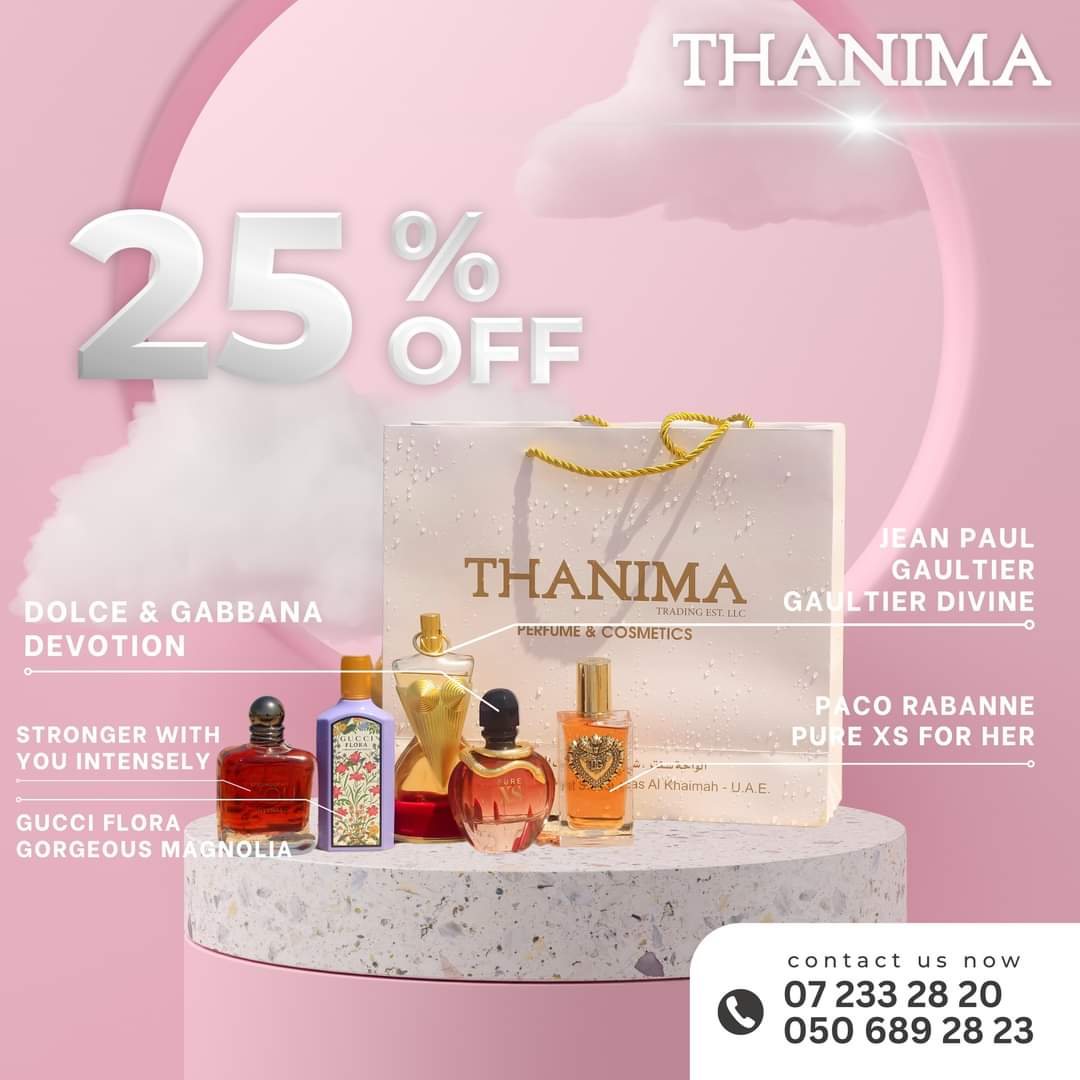 THANIMA
25%
OFF
THANIMA
TRADING EST. LLC
PERFUME & COSMETICS
JEAN PAUL
GAULTIER
GAULTIER DIVINE
DOLCE & GABBANA
DEVOTION
PACO RABANNE
PURE XS FOR HER
STRONGER WITH
YOU INTENSELY
GUCCI FLORA
GORGEOUS MAGNOLIA
GUCCI
FLORA
PURE
XS
Al Khaimah - U.A.E.
contact us now
07 233 28 20
050 689 28 23